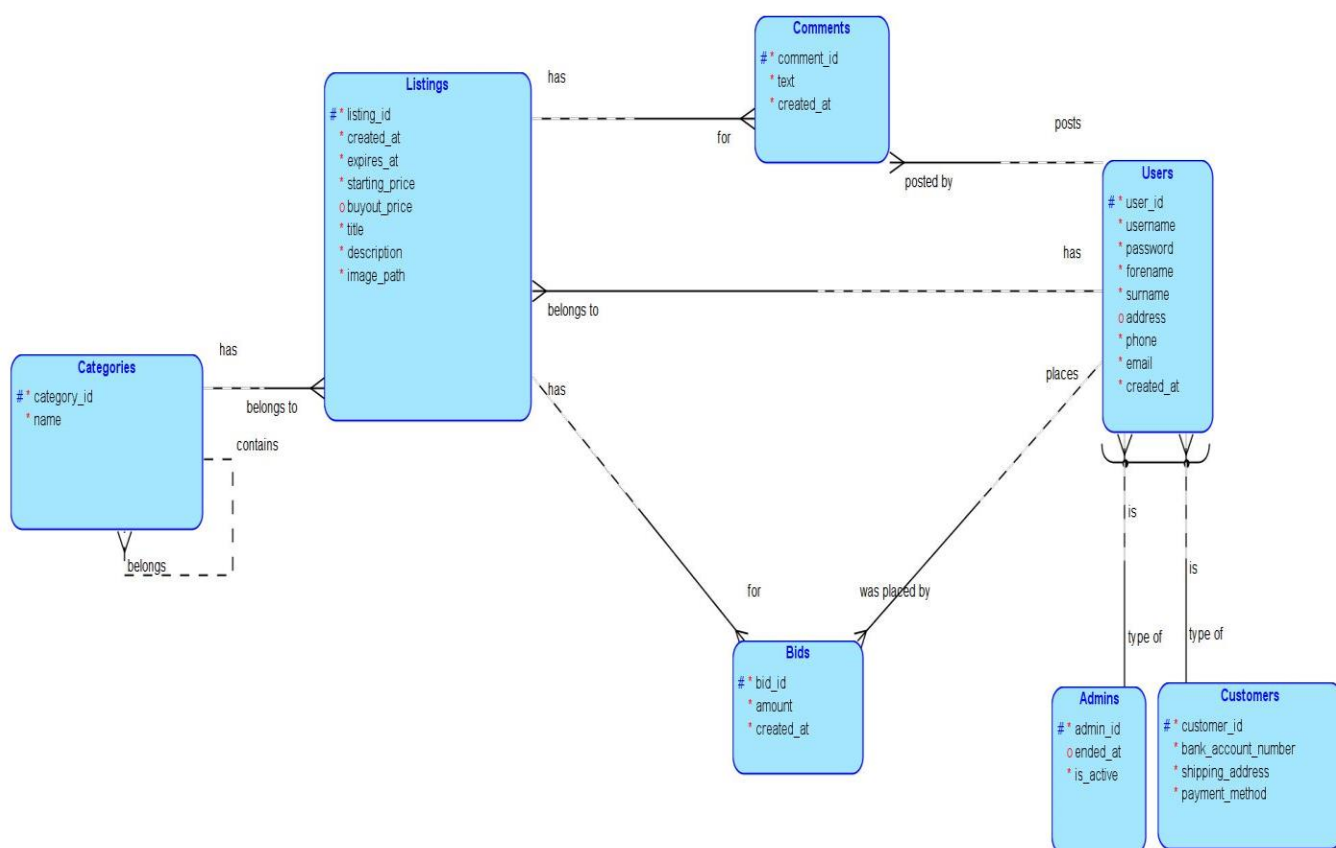 Comments
# * comment_id
* text
* created_at
Listings
# * listing_id
* created_at
* expires_at
* starting_price
o buyout_price
* title
* description
* image_path
has
for
posts
posted by
Users
# * user_id
* username
* password
* forename
* surname
o address
* phone
* email
* created_at
has
belongs to
Categories
# * category_id
* name
has
belongs to
contains
belongs
has
for
places
was placed by
Bids
# * bid_id
* amount
* created_at
is
type of
is
type of
Admins
# * admin_id
o ended_at
* is_active
Customers
# * customer_id
* bank_account_number
* shipping_address
* payment_method